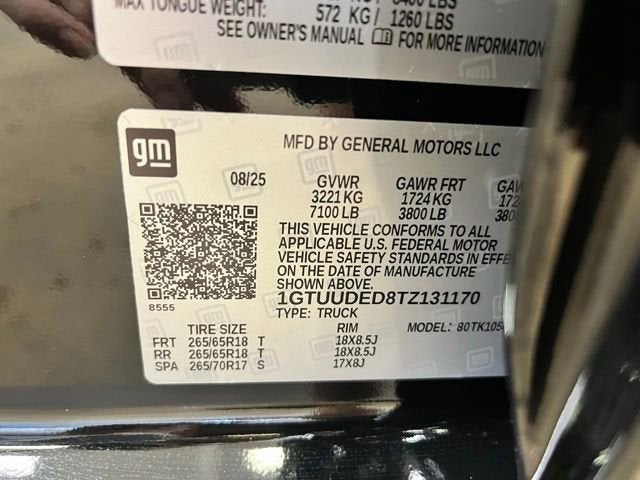 MAX TONGUE WEIGHT: 572 KG / 1260 LBS
SEE OWNER'S MANUAL FOR MORE INFORMATION
gm
MFD BY GENERAL MOTORS LLC
08/25 GVWR GAWR FRT
3221 KG 1724 KG
7100 LB 3800 LB
THIS VEHICLE CONFORMS TO ALL
APPLICABLE U.S. FEDERAL MOTOR
VEHICLE SAFETY STANDARDS IN EFFE
ON THE DATE OF MANUFACTURE
SHOWN ABOVE.
1GTUUDED8TZ131170
8555
TYPE: TRUCK MODEL: 80TK105
TIRE SIZE RIM
FRT 265/65R18 T 18X8.5J
RR 265/65R18 T 18X8.5J
SPA 265/70R17 S 17X8J